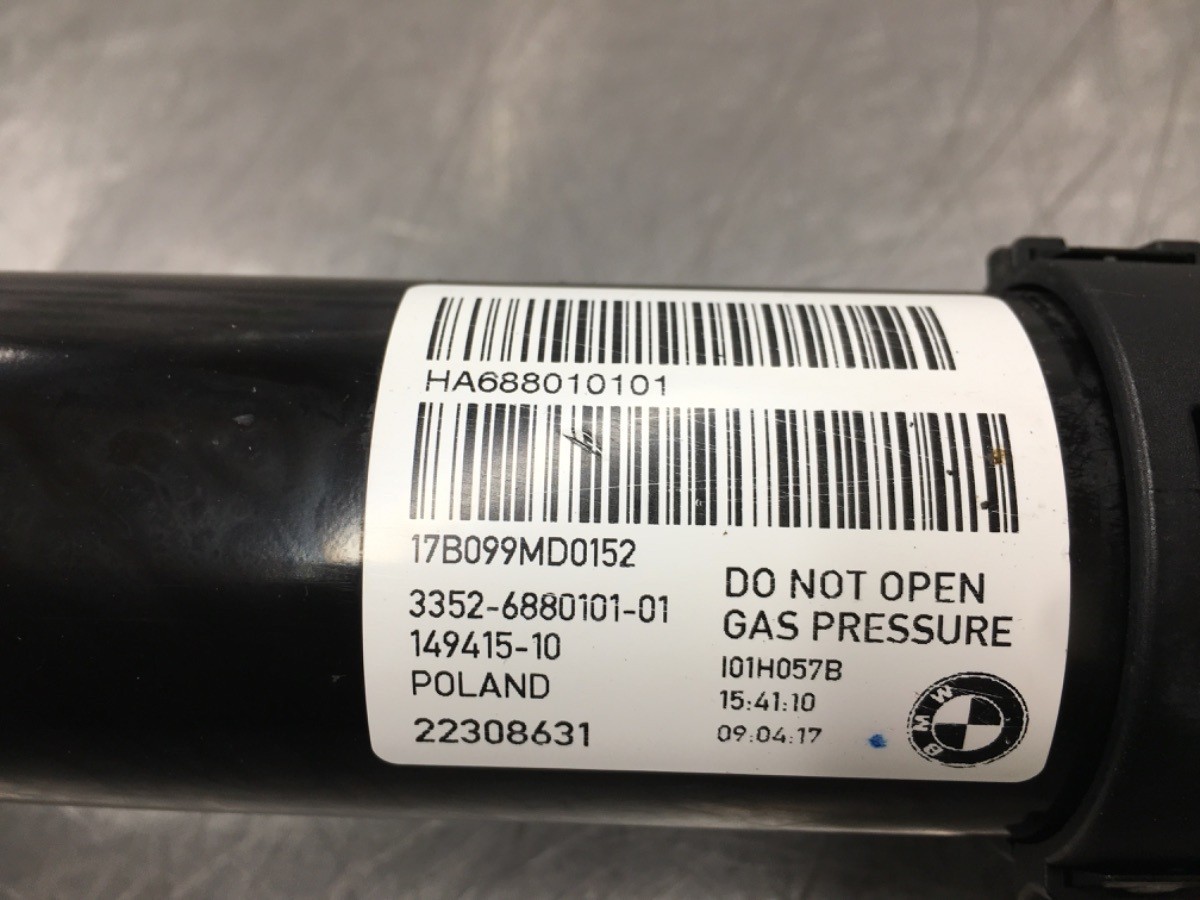 HA688010101
17B099MD0152
3352-6880101-01
149415-10
POLAND
22308631
DO NOT OPEN
GAS PRESSURE
I01H057B
15:41:10
09:04:17
BMW